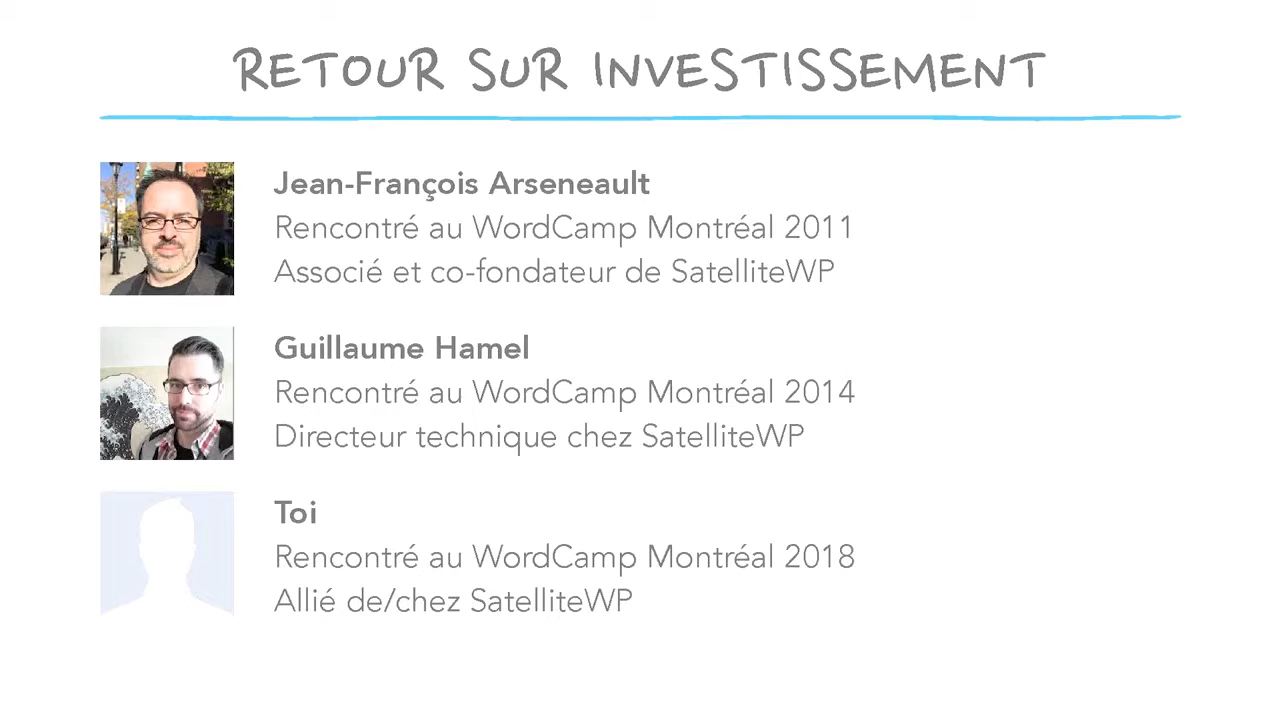 RETOUR SUR INVESTISSEMENT
Jean-François Arseneault
Rencontré au WordCamp Montréal 2011
Associé et co-fondateur de SatelliteWP
Guillaume Hamel
Rencontré au WordCamp Montréal 2014
Directeur technique chez SatelliteWP
Toi
Rencontré au WordCamp Montréal 2018
Allié de/chez SatelliteWP